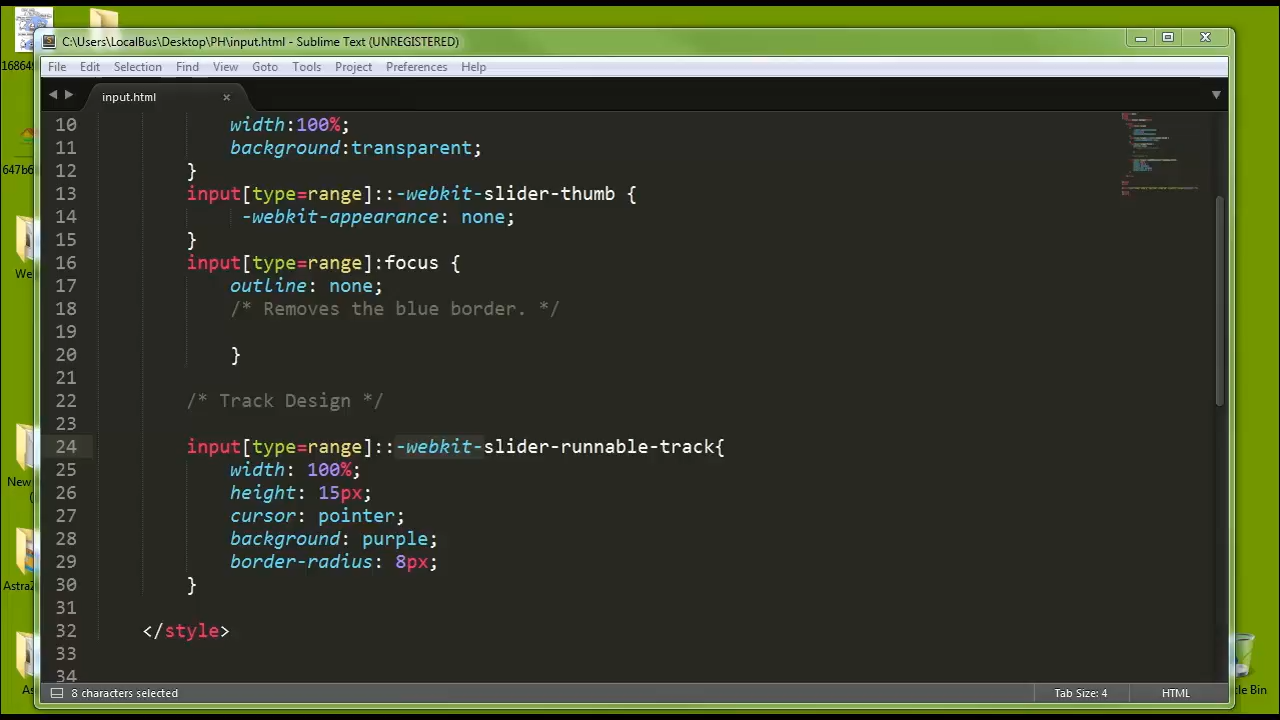 168649
C:\Users\LocalBus\Desktop\PH\input.html - Sublime Text (UNREGISTERED)
File Edit Selection Find View Goto Tools Project Preferences Help
input.html
10 width:100%;
11 background:transparent;
12 }
13 input[type=range]::-webkit-slider-thumb {
14 -webkit-appearance: none;
15 }
16 input[type=range]:focus {
17 outline: none;
18 /* Removes the blue border. */
19
20 }
21
22 /* Track Design */
23
24 input[type=range]::-webkit-slider-runnable-track{
25 width: 100%;
26 height: 15px;
27 cursor: pointer;
28 background: purple;
29 border-radius: 8px;
30 }
31
32 </style>
33
34
8 characters selected Tab Size: 4 HTML
647b6
We
New
(
AstraZ
As
cle Bin